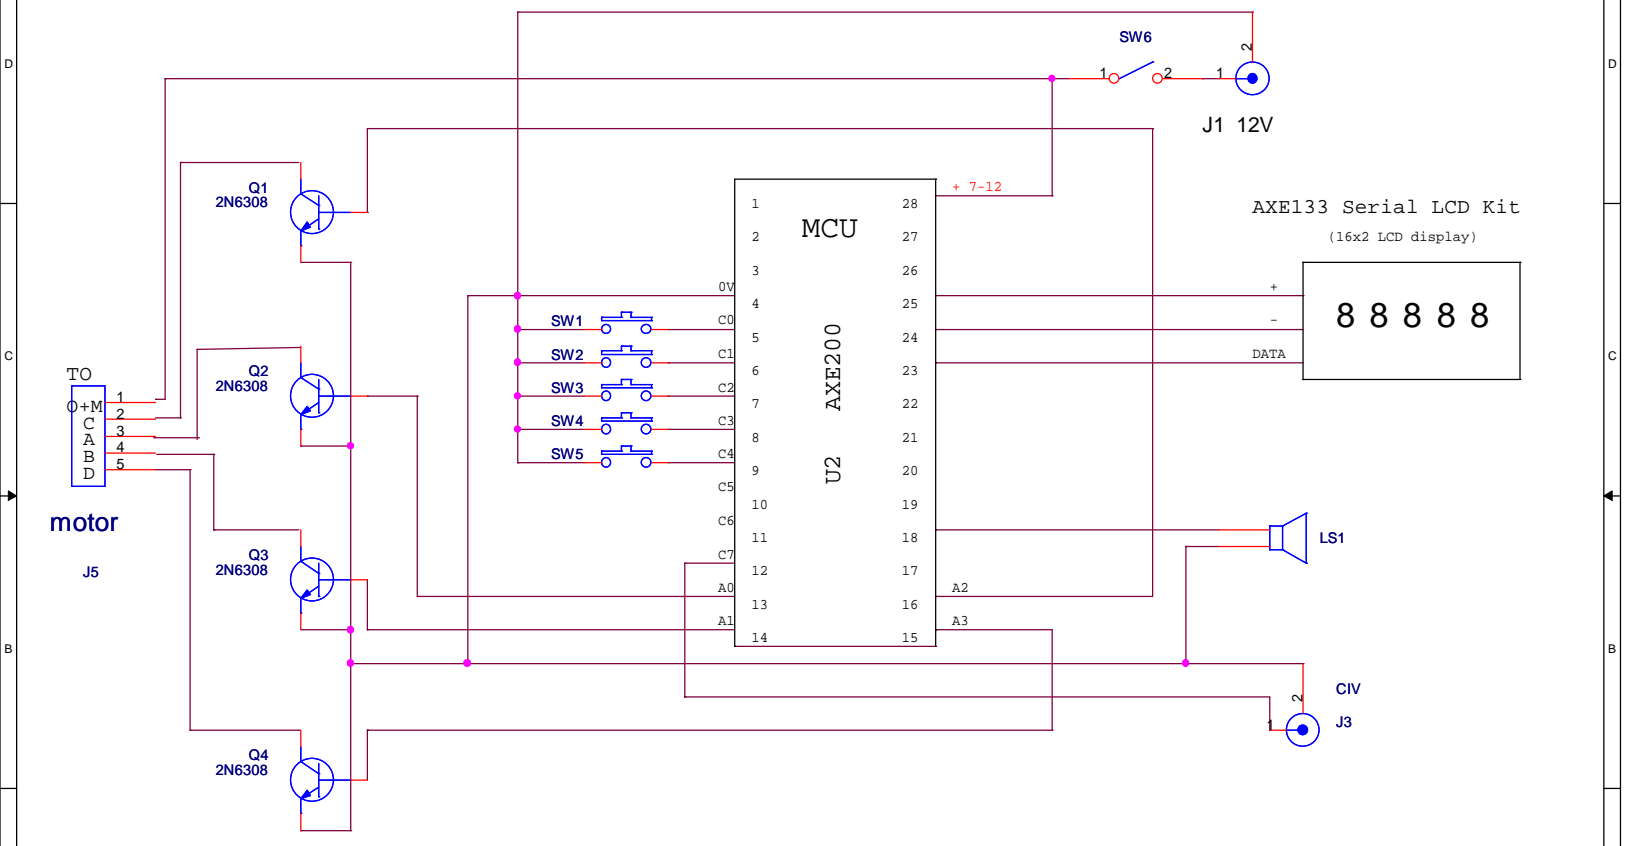 SW6
2
D
D
1
2
1
J1 12V
Q1
2N6308
+ 7-12
1
28
MCU
AXE133 Serial LCD Kit
2
27
(16x2 LCD display)
3
26
0V
+
4
25
SW1
C0
-
8 8 8 8 8
5
24
SW2
C1
DATA
C
C
6
23
Q2
2N6308
SW3
C2
AXE200
7
22
TO
1
O+M
2
C
3
A
4
B
5
D
SW4
C3
8
21
SW5
C4
9
20
U2
C5
10
19
motor
C6
11
18
LS1
Q3
2N6308
J5
C7
12
17
A0
A2
13
16
A1
A3
14
15
B
B
CIV
2
J3
1
Q4
2N6308